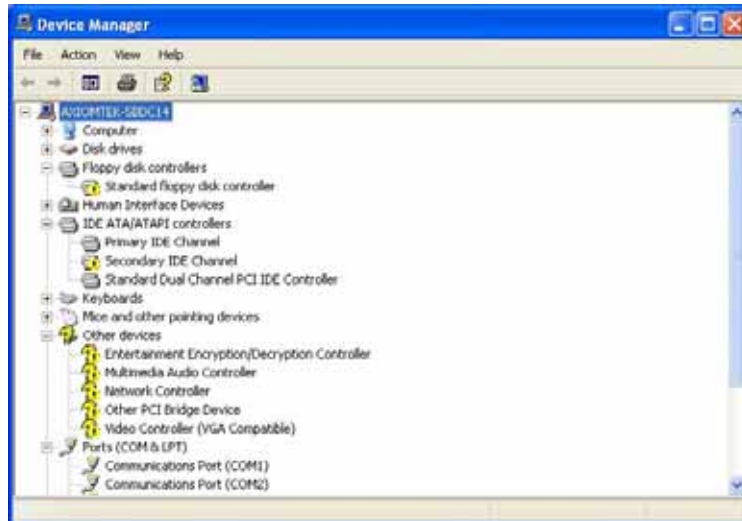 Device Manager
File Action View Help
AXIOMTEK-SBDC14
Computer
Disk drives
Floppy disk controllers
Standard floppy disk controller
Human Interface Devices
IDE ATA/ATAPI controllers
Primary IDE Channel
Secondary IDE Channel
Standard Dual Channel PCI IDE Controller
Keyboards
Mice and other pointing devices
Other devices
Entertainment Encryption/Decryption Controller
Multimedia Audio Controller
Network Controller
Other PCI Bridge Device
Video Controller (VGA Compatible)
Ports (COM & LPT)
Communications Port (COM1)
Communications Port (COM2)